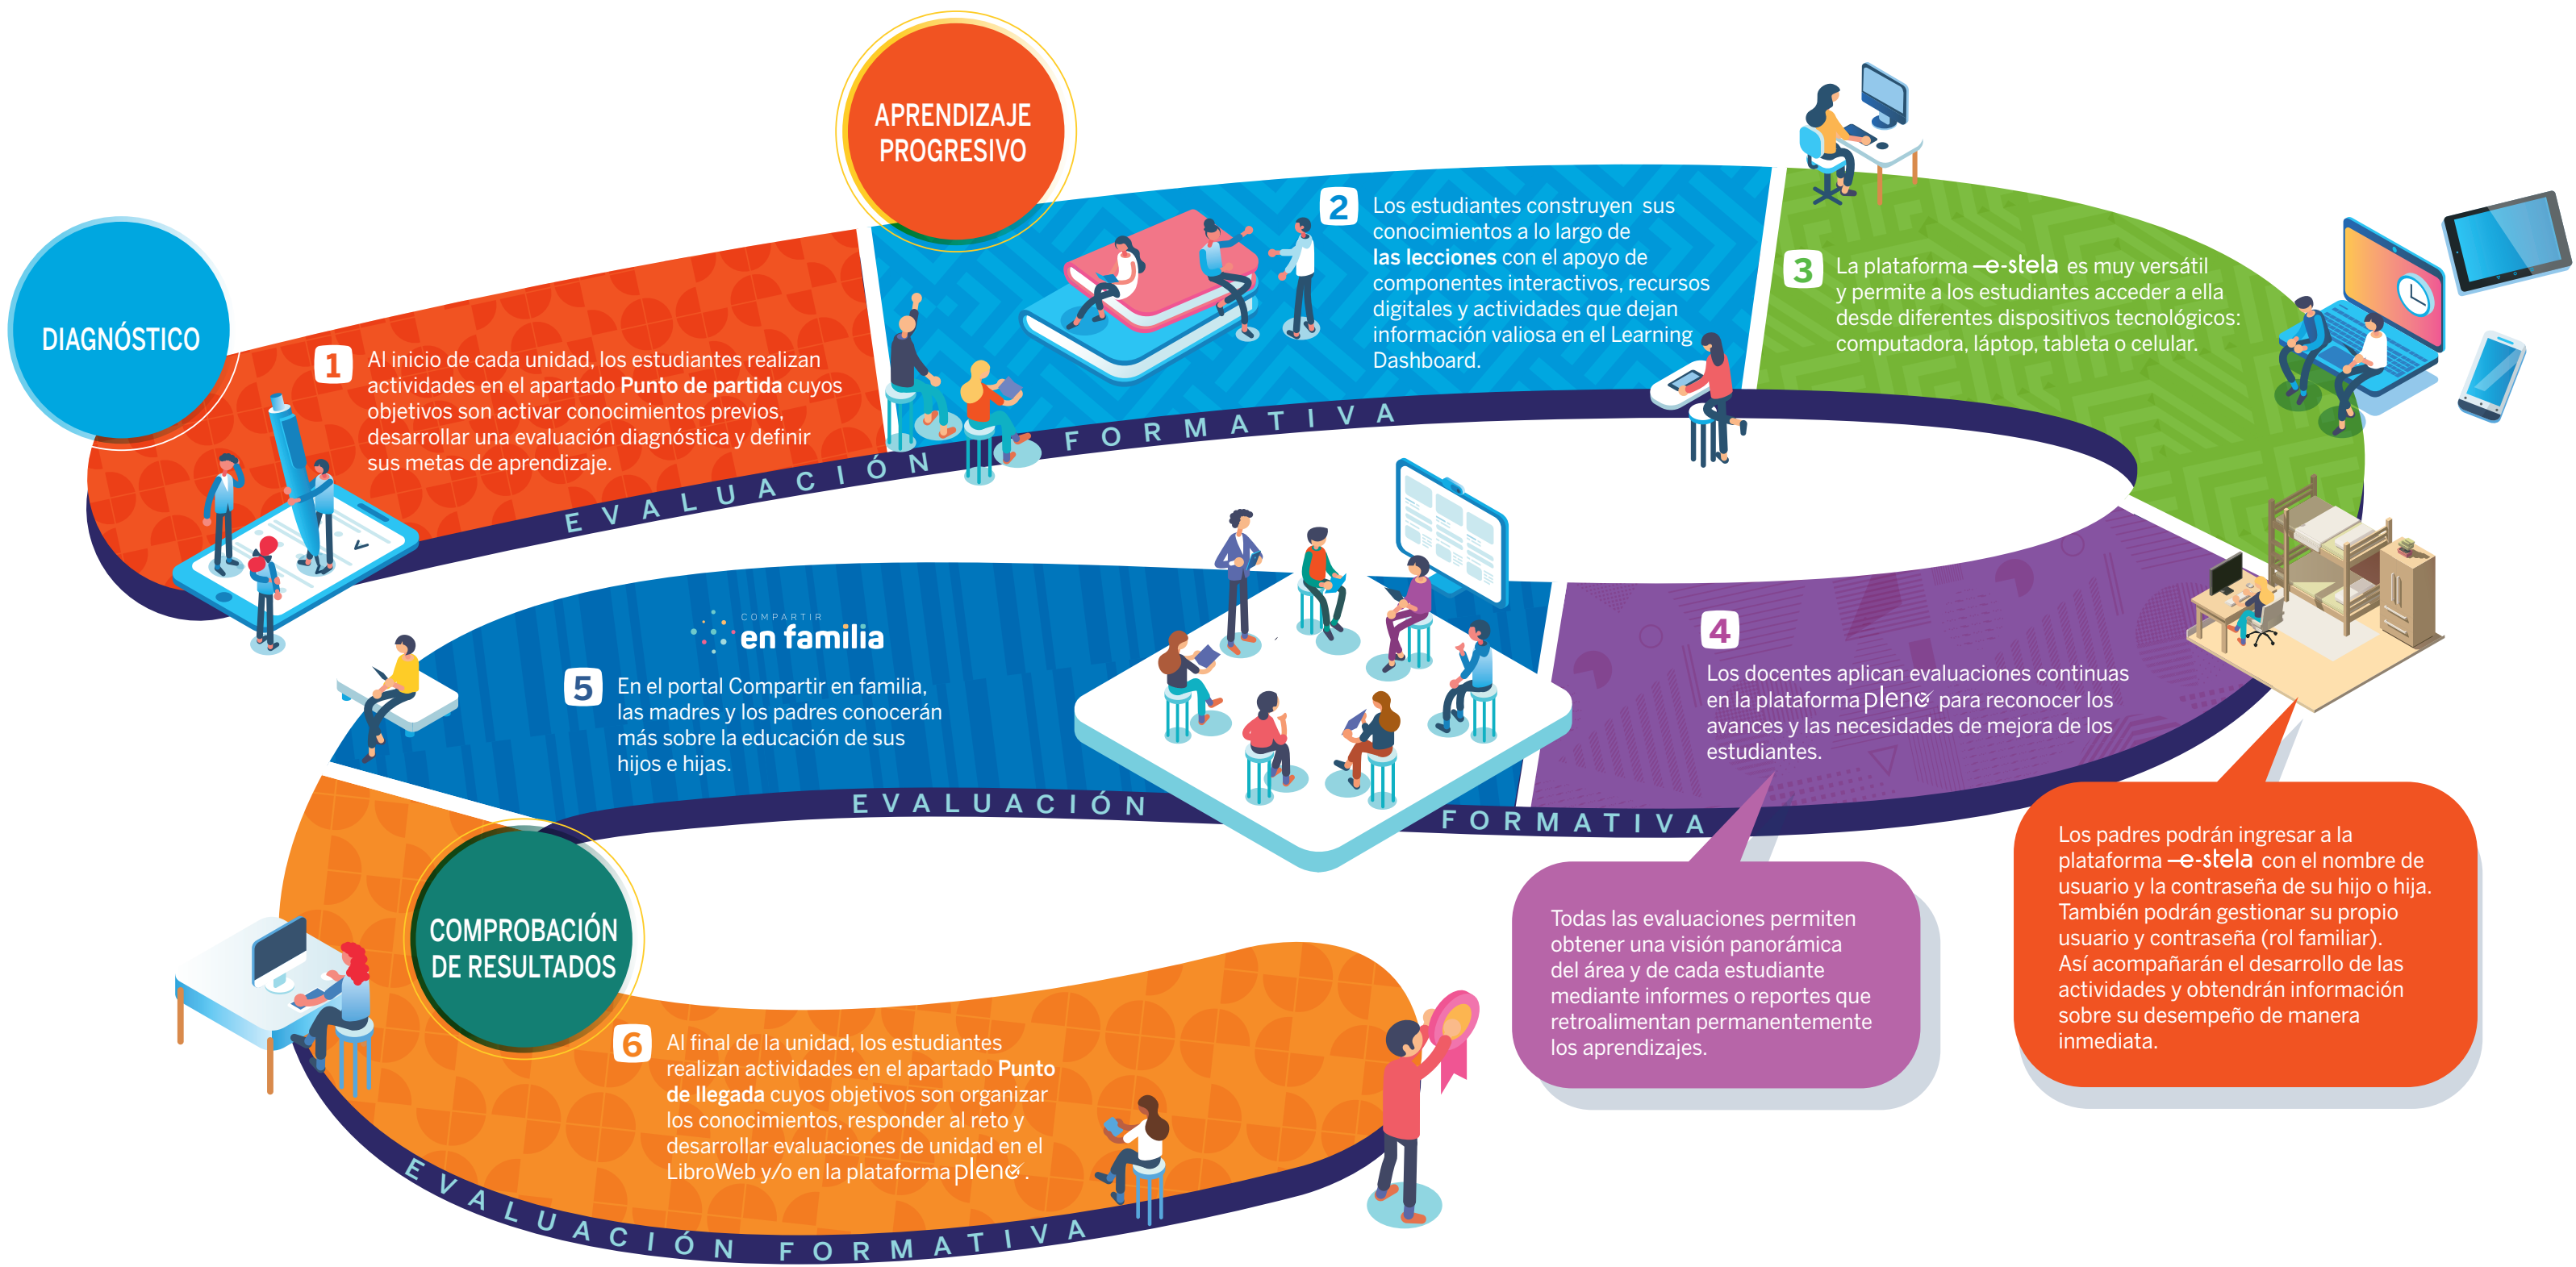 DIAGNÓSTICO
1
Al inicio de cada unidad, los estudiantes realizan
actividades en el apartado Punto de partida cuyos
objetivos son activar conocimientos previos,
desarrollar una evaluación diagnóstica y definir
sus metas de aprendizaje.
APRENDIZAJE
PROGRESIVO
2
Los estudiantes construyen sus
conocimientos a lo largo de
las lecciones con el apoyo de
componentes interactivos, recursos
digitales y actividades que dejan
información valiosa en el Learning
Dashboard.
EVALUACIÓN FORMATIVA
3
La plataforma e-stela es muy versátil
y permite a los estudiantes acceder a ella
desde diferentes dispositivos tecnológicos:
computadora, láptop, tableta o celular.
4
Los docentes aplican evaluaciones continuas
en la plataforma pleno para reconocer los
avances y las necesidades de mejora de los
estudiantes.
Todas las evaluaciones permiten
obtener una visión panorámica
del área y de cada estudiante
mediante informes o reportes que
retroalimentan permanentemente
los aprendizajes.
Los padres podrán ingresar a la
plataforma e-stela con el nombre de
usuario y la contraseña de su hijo o hija.
También podrán gestionar su propio
usuario y contraseña (rol familiar).
Así acompañarán el desarrollo de las
actividades y obtendrán información
sobre su desempeño de manera
inmediata.
COMPARTIR
en familia
5
En el portal Compartir en familia,
las madres y los padres conocerán
más sobre la educación de sus
hijos e hijas.
EVALUACIÓN FORMATIVA
COMPROBACIÓN
DE RESULTADOS
6
Al final de la unidad, los estudiantes
realizan actividades en el apartado Punto
de llegada cuyos objetivos son organizar
los conocimientos, responder al reto y
desarrollar evaluaciones de unidad en el
LibroWeb y/o en la plataforma pleno.
EVALUACIÓN FORMATIVA